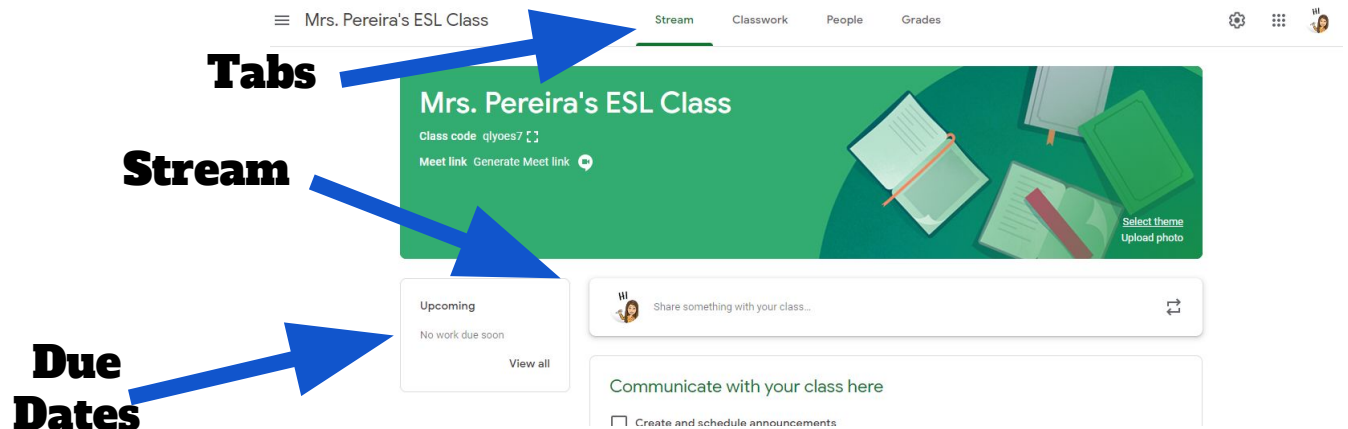 Mrs. Pereira's ESL Class
Stream Classwork People Grades
HI
Tabs
Mrs. Pereira's ESL Class
Class code qlyoes7
Meet link Generate Meet link
Stream
Select theme
Upload photo
Upcoming
No work due soon
View all
HI
Share something with your class...
Due
Dates
Communicate with your class here
Create and schedule announcements